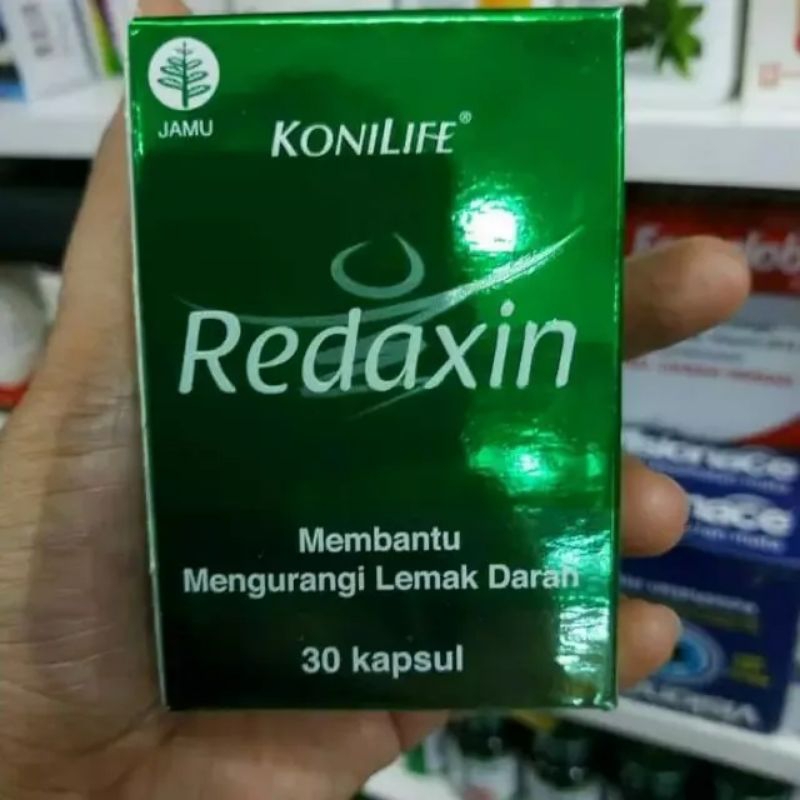 JAMU
KONILIFE®
Redaxin
Membantu
Mengurangi Lemak Darah
30 kapsul